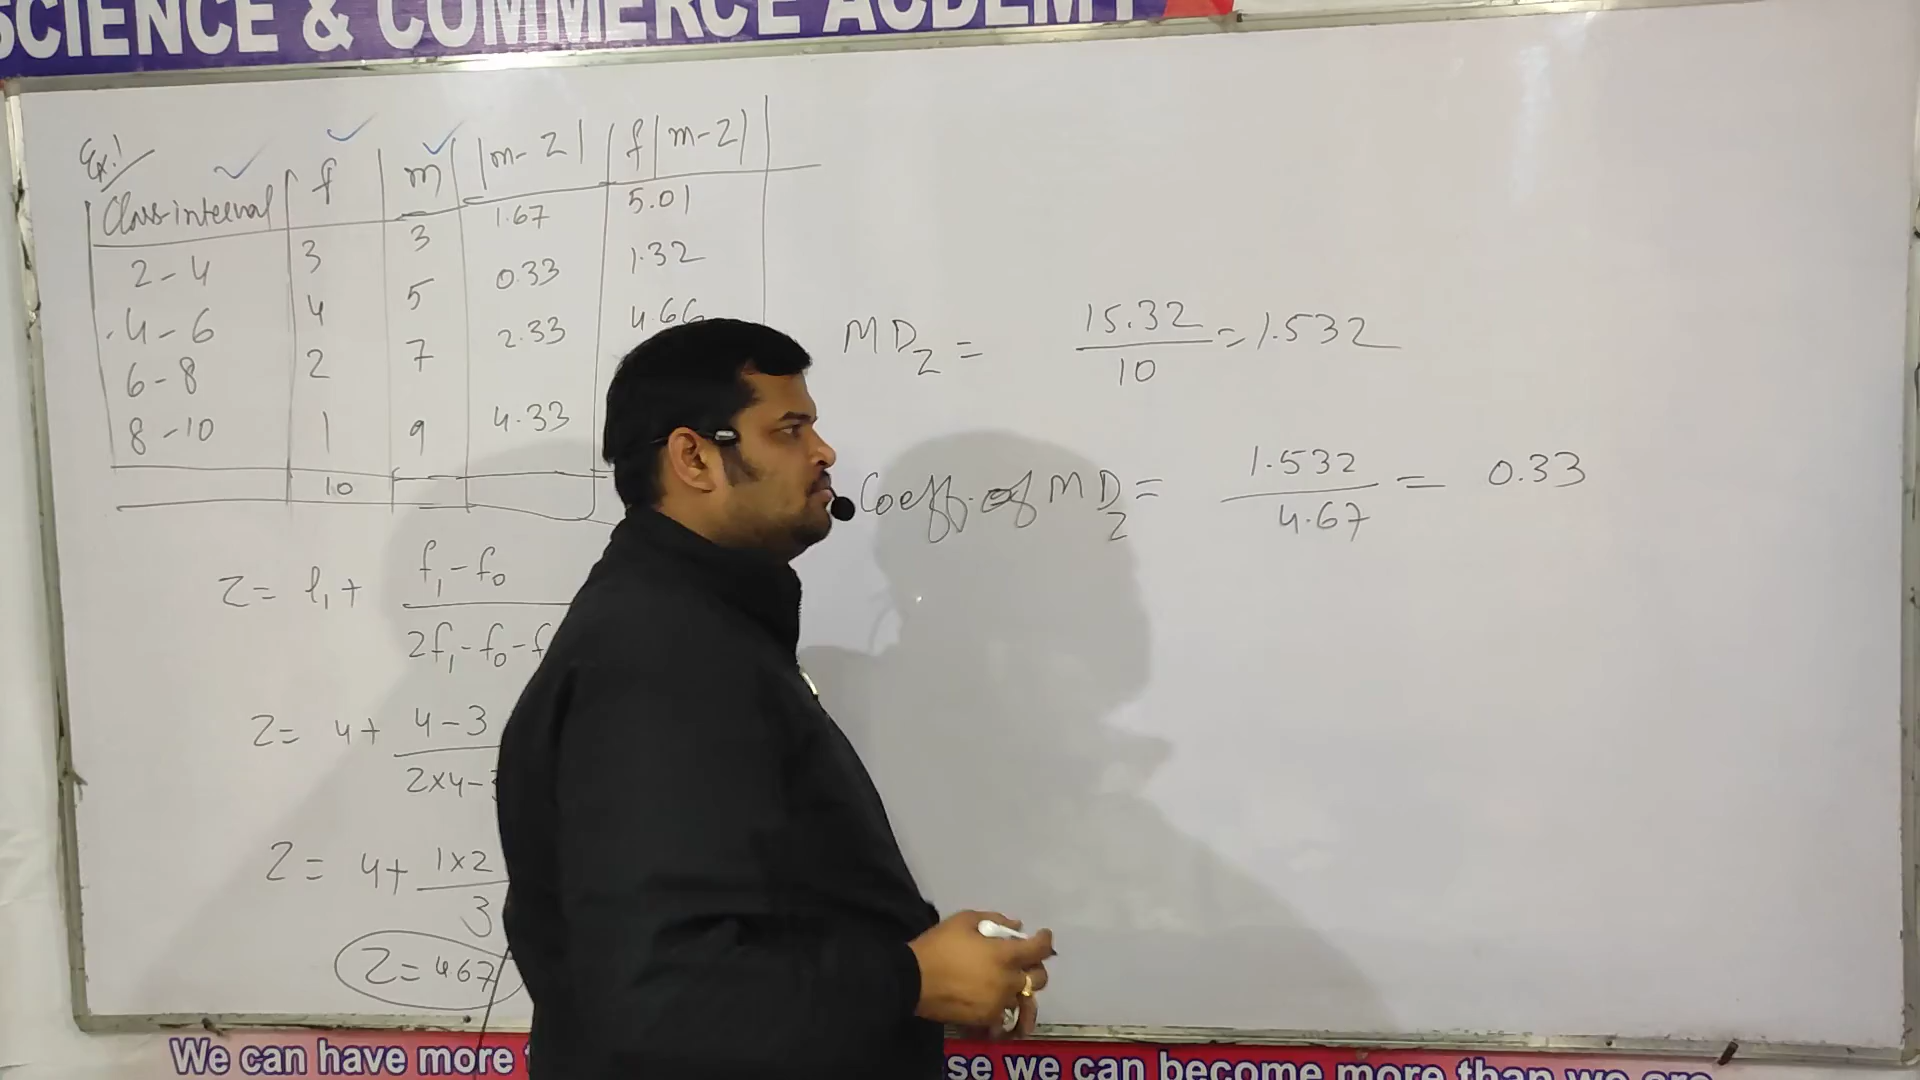 SCIENCE & COMMERCE ACDEMY
Ex!
Class-interval f m |m-Z| f|m-Z|
2-4 3 3 1.67 5.01
4-6 4 5 0.33 1.32
6-8 2 7 2.33 4.66
8-10 1 9 4.33
10
Z= l₁+ f₁-f₀
2f₁-f₀-f
Z= 4+ 4-3
2x4-3
Z= 4+ 1x2
3
Z=4.67
MD_Z = 15.32 = 1.532
10
Coeff. of MD_Z = 1.532 = 0.33
4.67
We can have more
se we can become more than we are